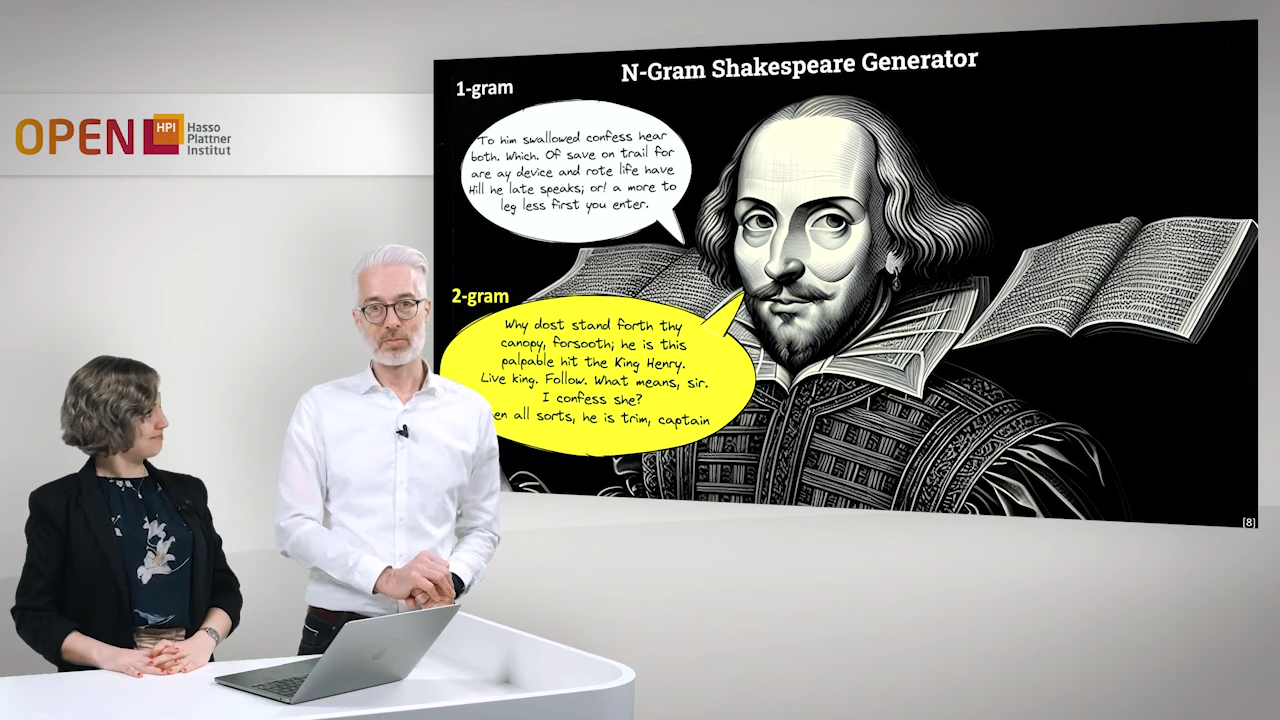 OPEN
HPI
Hasso
Plattner
Institut
N-Gram Shakespeare Generator
1-gram
To him swallowed confess hear
both. Which. Of save on trail for
are ay device and rote life have
Hill he late speaks; or! a more to
leg less first you enter.
2-gram
Why dost stand forth thy
canopy, forsooth; he is this
palpable hit the King Henry.
Live king. Follow. What means, sir.
I confess she?
all sorts, he is trim, captain
[8]